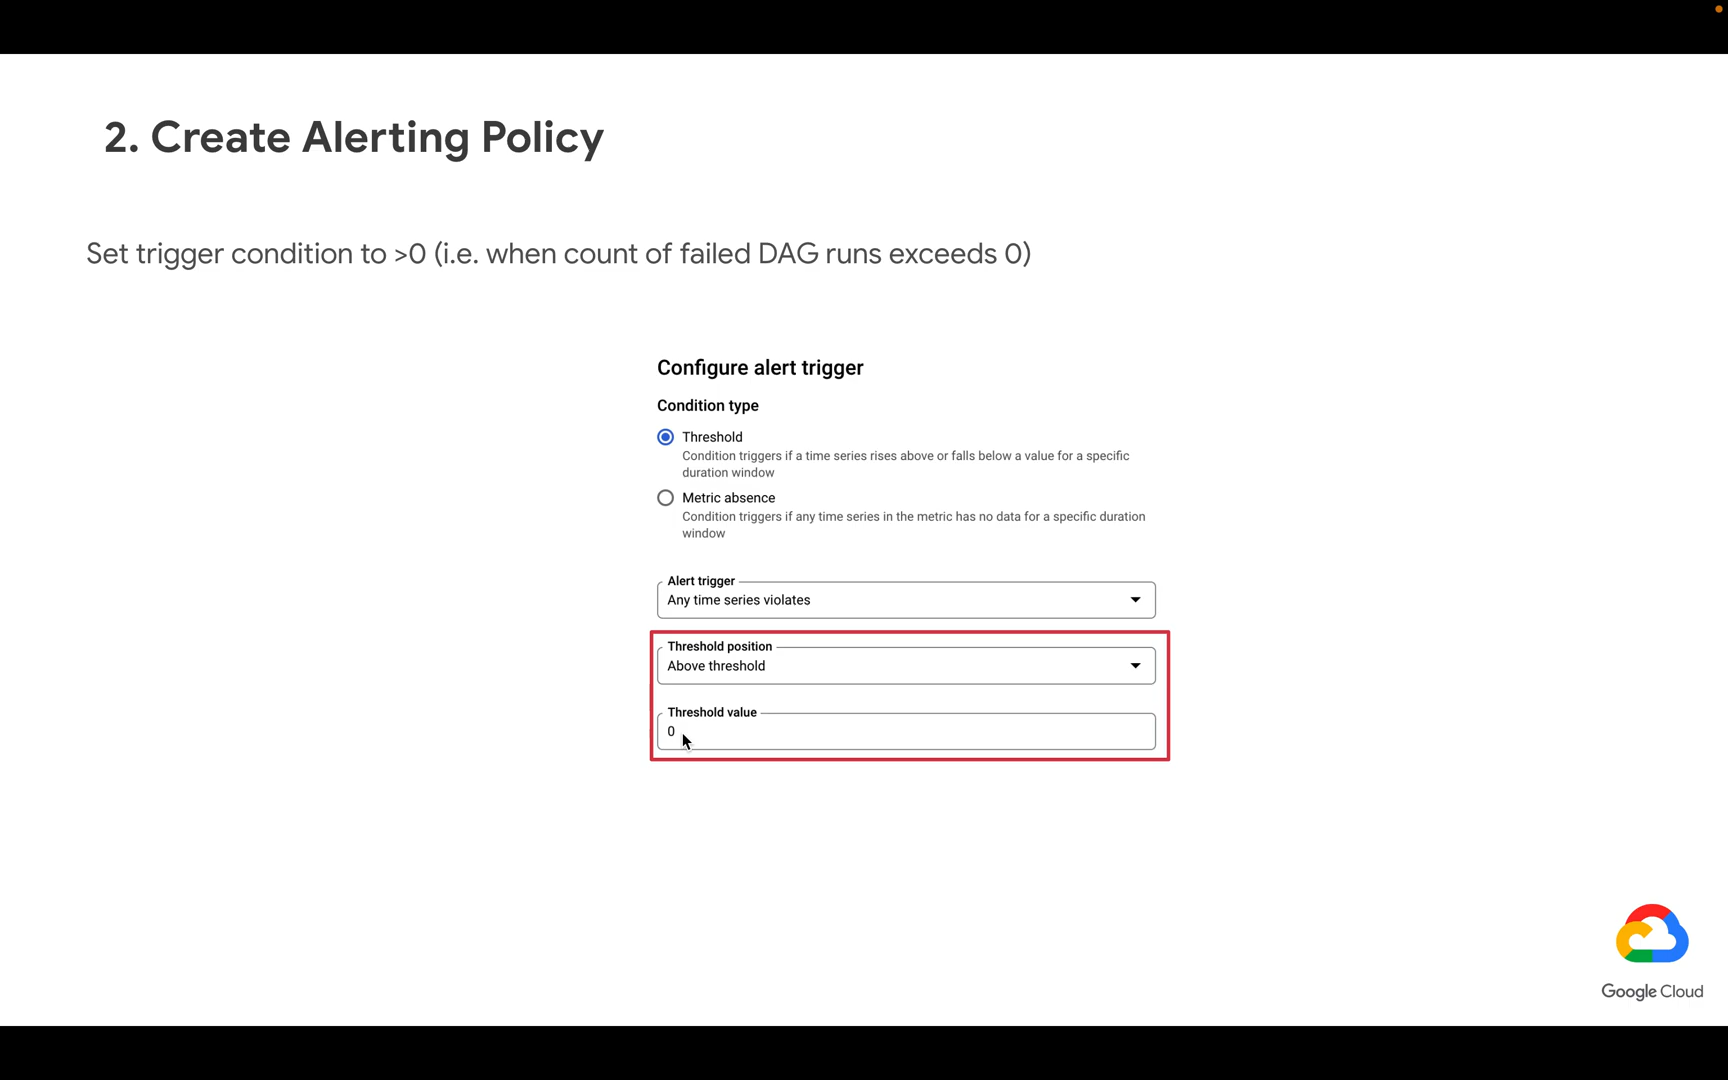 2. Create Alerting Policy
Set trigger condition to >0 (i.e. when count of failed DAG runs exceeds 0)
Configure alert trigger
Condition type
Threshold
Condition triggers if a time series rises above or falls below a value for a specific
duration window
Metric absence
Condition triggers if any time series in the metric has no data for a specific duration
window
Alert trigger
Any time series violates
Threshold position
Above threshold
Threshold value
0
Google Cloud